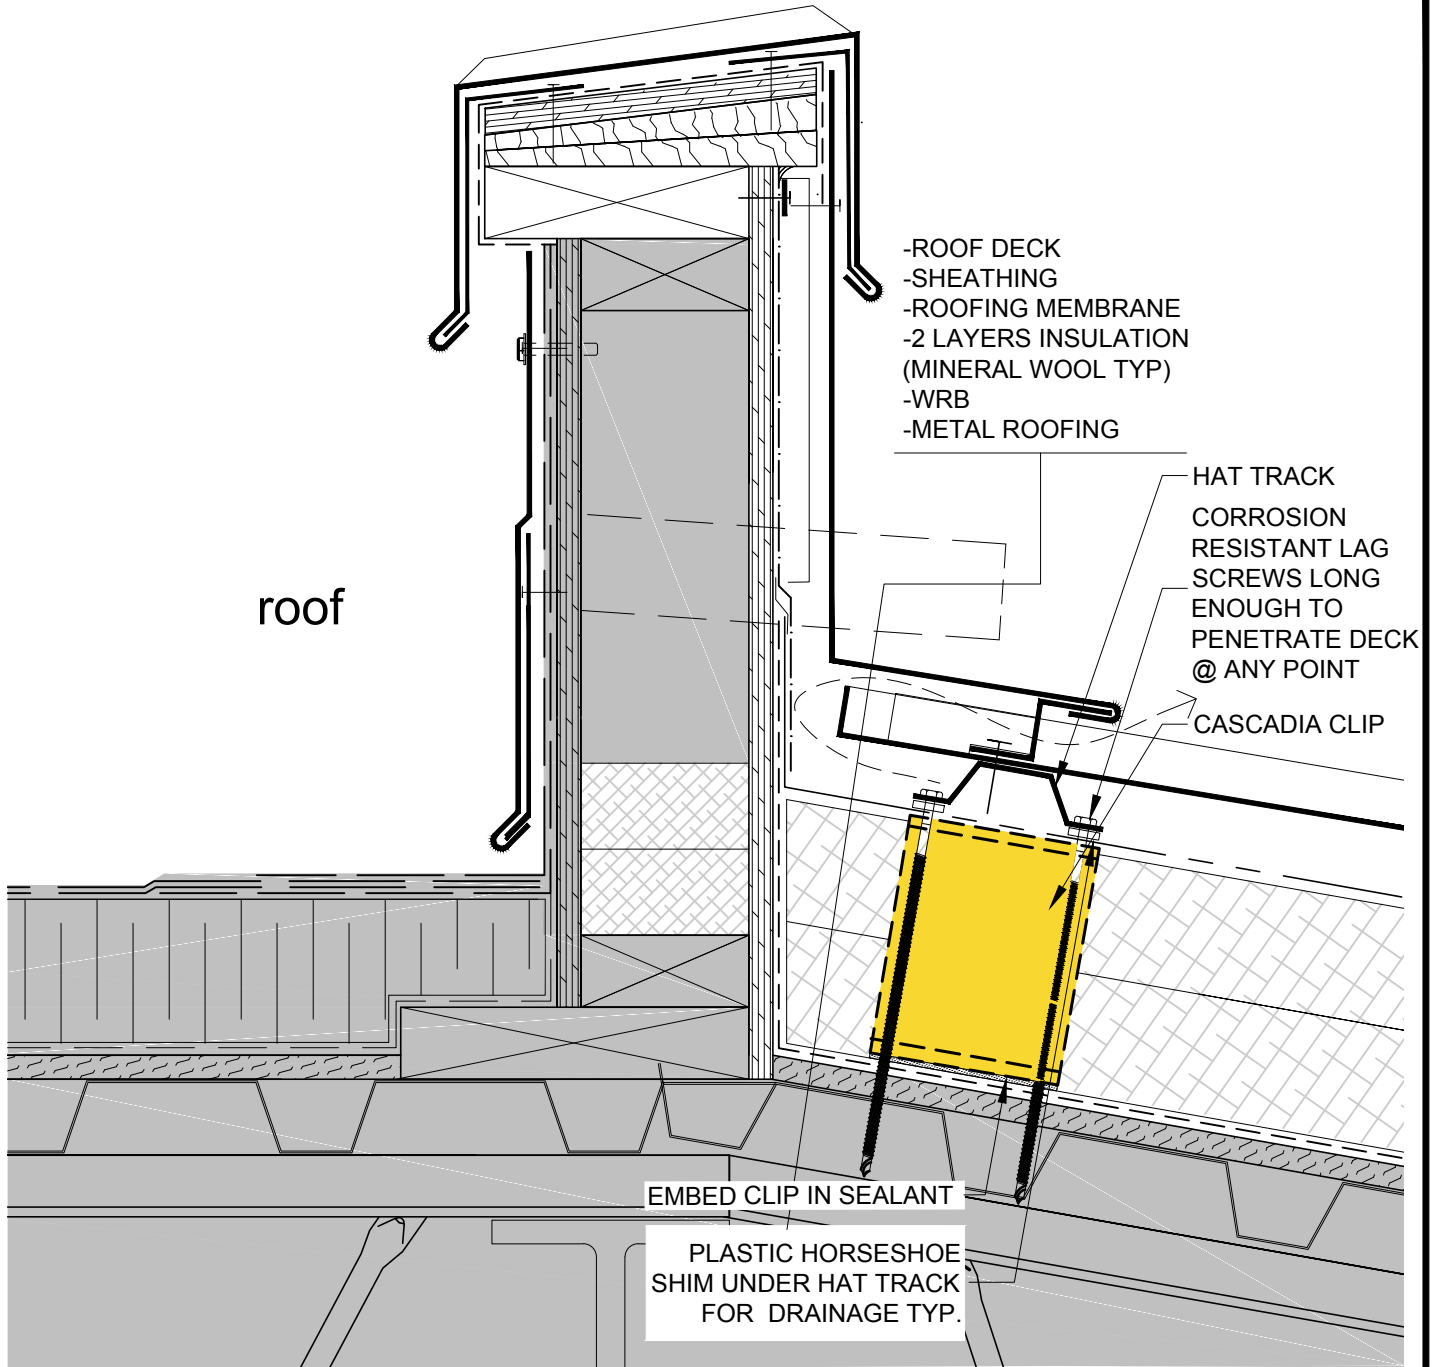 -ROOF DECK
-SHEATHING
-ROOFING MEMBRANE
-2 LAYERS INSULATION
(MINERAL WOOL TYP)
-WRB
-METAL ROOFING
HAT TRACK
CORROSION
RESISTANT LAG
SCREWS LONG
ENOUGH TO
PENETRATE DECK
@ ANY POINT
CASCADIA CLIP
roof
EMBED CLIP IN SEALANT
PLASTIC HORSESHOE
SHIM UNDER HAT TRACK
FOR DRAINAGE TYP.